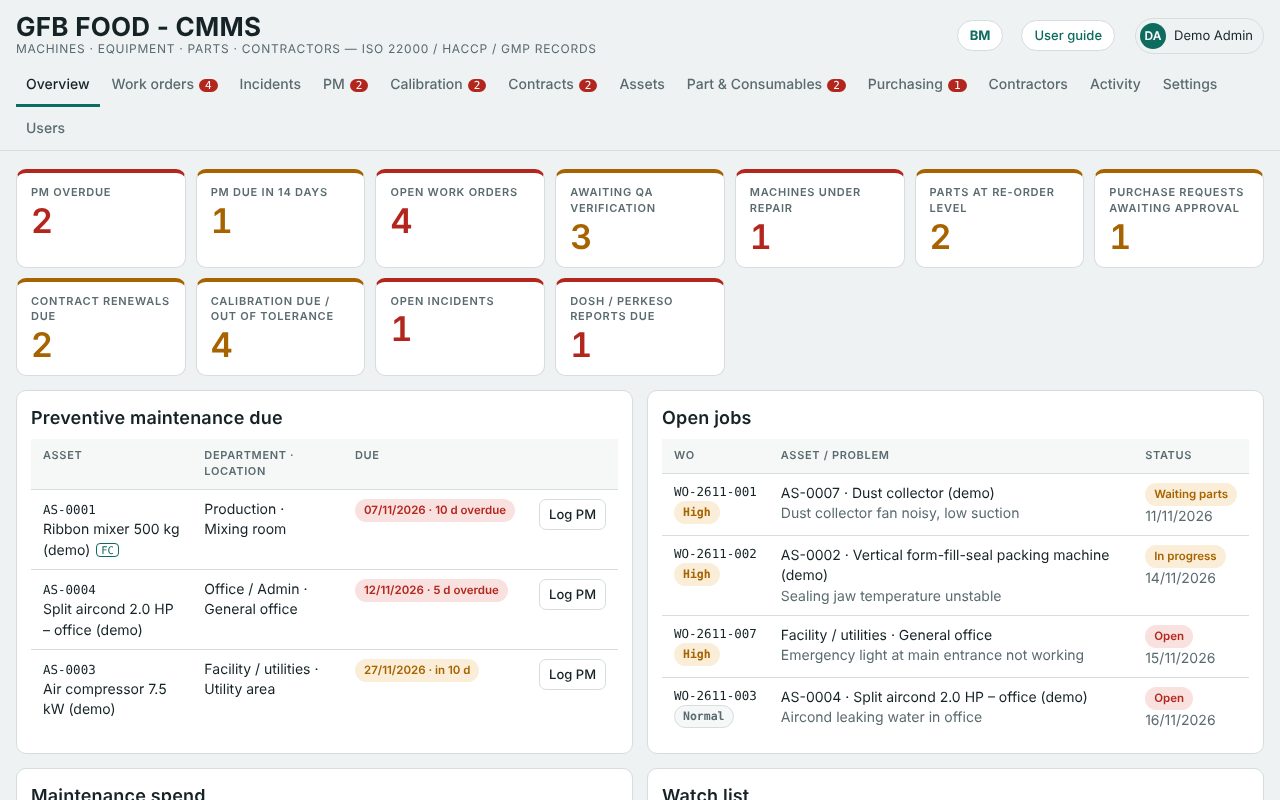 GFB FOOD - CMMS
MACHINES · EQUIPMENT · PARTS · CONTRACTORS — ISO 22000 / HACCP / GMP RECORDS
BM
User guide
DA Demo Admin
Overview
Work orders 4
Incidents
PM 2
Calibration 2
Contracts 2
Assets
Part & Consumables 2
Purchasing 1
Contractors
Activity
Settings
Users
PM OVERDUE
2
PM DUE IN 14 DAYS
1
OPEN WORK ORDERS
4
AWAITING QA
VERIFICATION
3
MACHINES UNDER
REPAIR
1
PARTS AT RE-ORDER
LEVEL
2
PURCHASE REQUESTS
AWAITING APPROVAL
1
CONTRACT RENEWALS
DUE
2
CALIBRATION DUE /
OUT OF TOLERANCE
4
OPEN INCIDENTS
1
DOSH / PERKESO
REPORTS DUE
1
Preventive maintenance due
ASSET
DEPARTMENT ·
LOCATION
DUE
AS-0001
Ribbon mixer 500 kg
(demo) FC
Production ·
Mixing room
07/11/2026 · 10 d overdue
Log PM
AS-0004
Split aircond 2.0 HP
– office (demo)
Office / Admin ·
General office
12/11/2026 · 5 d overdue
Log PM
AS-0003
Air compressor 7.5
kW (demo)
Facility / utilities ·
Utility area
27/11/2026 · in 10 d
Log PM
Open jobs
WO
ASSET / PROBLEM
STATUS
WO-2611-001
High
AS-0007 · Dust collector (demo)
Dust collector fan noisy, low suction
Waiting parts
11/11/2026
WO-2611-002
High
AS-0002 · Vertical form-fill-seal packing machine
(demo)
Sealing jaw temperature unstable
In progress
14/11/2026
WO-2611-007
High
Facility / utilities · General office
Emergency light at main entrance not working
Open
15/11/2026
WO-2611-003
Normal
AS-0004 · Split aircond 2.0 HP – office (demo)
Aircond leaking water in office
Open
16/11/2026
Maintenance spend
Watch list